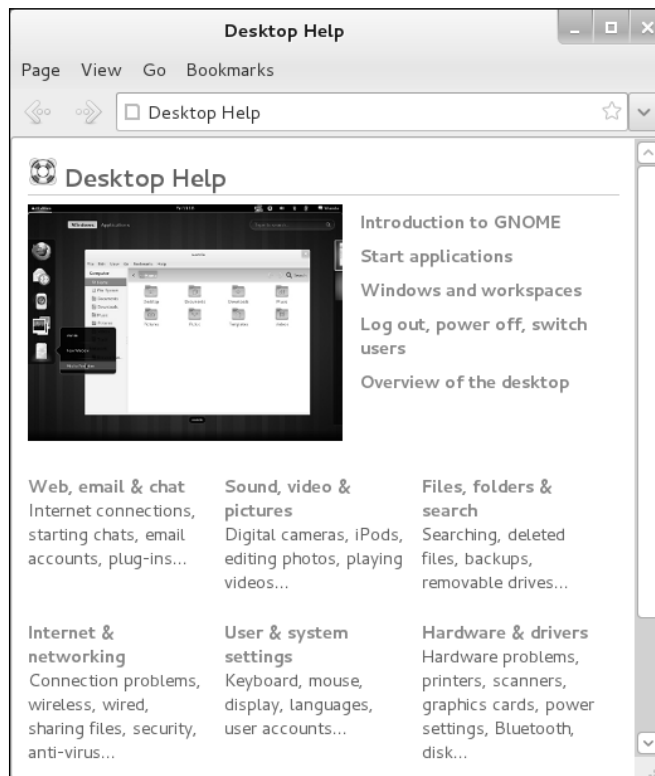 Desktop Help
Page View Go Bookmarks
Desktop Help
Desktop Help
Introduction to GNOME
Start applications
Windows and workspaces
Log out, power off, switch
users
Overview of the desktop
Windows Applications
Web, email & chat
Internet connections,
starting chats, email
accounts, plug-ins...
Sound, video &
pictures
Digital cameras, iPods,
editing photos, playing
videos...
Files, folders &
search
Searching, deleted
files, backups,
removable drives...
Internet &
networking
Connection problems,
wireless, wired,
sharing files, security,
anti-virus...
User & system
settings
Keyboard, mouse,
display, languages,
user accounts...
Hardware & drivers
Hardware problems,
printers, scanners,
graphics cards, power
settings, Bluetooth,
disk...